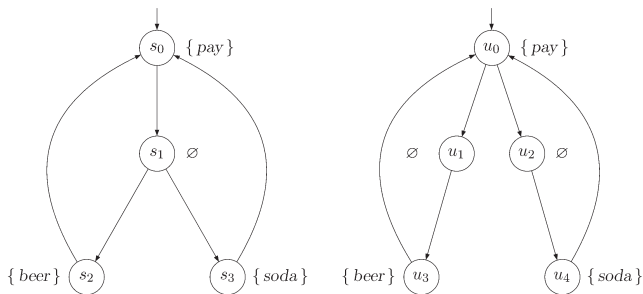 s₀ { pay } u₀ { pay }
s₁ ∅ ∅ u₁ u₂ ∅
{ beer } s₂ s₃ { soda } { beer } u₃ u₄ { soda }